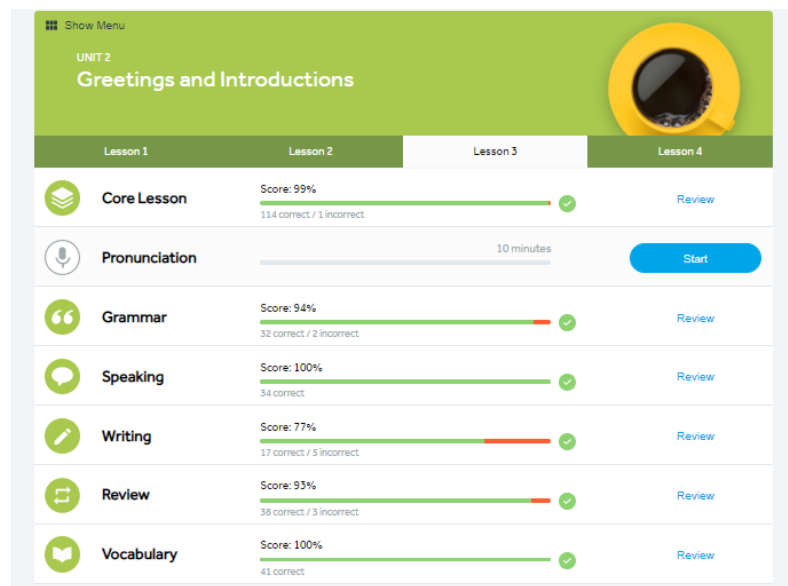 Show Menu
UNIT 2
Greetings and Introductions
Lesson 1
Lesson 2
Lesson 3
Lesson 4
Core Lesson
Score: 99%
114 correct / 1 incorrect
Review
Pronunciation
10 minutes
Start
Grammar
Score: 94%
32 correct / 2 incorrect
Review
Speaking
Score: 100%
34 correct
Review
Writing
Score: 77%
17 correct / 5 incorrect
Review
Review
Score: 93%
38 correct / 3 incorrect
Review
Vocabulary
Score: 100%
41 correct
Review